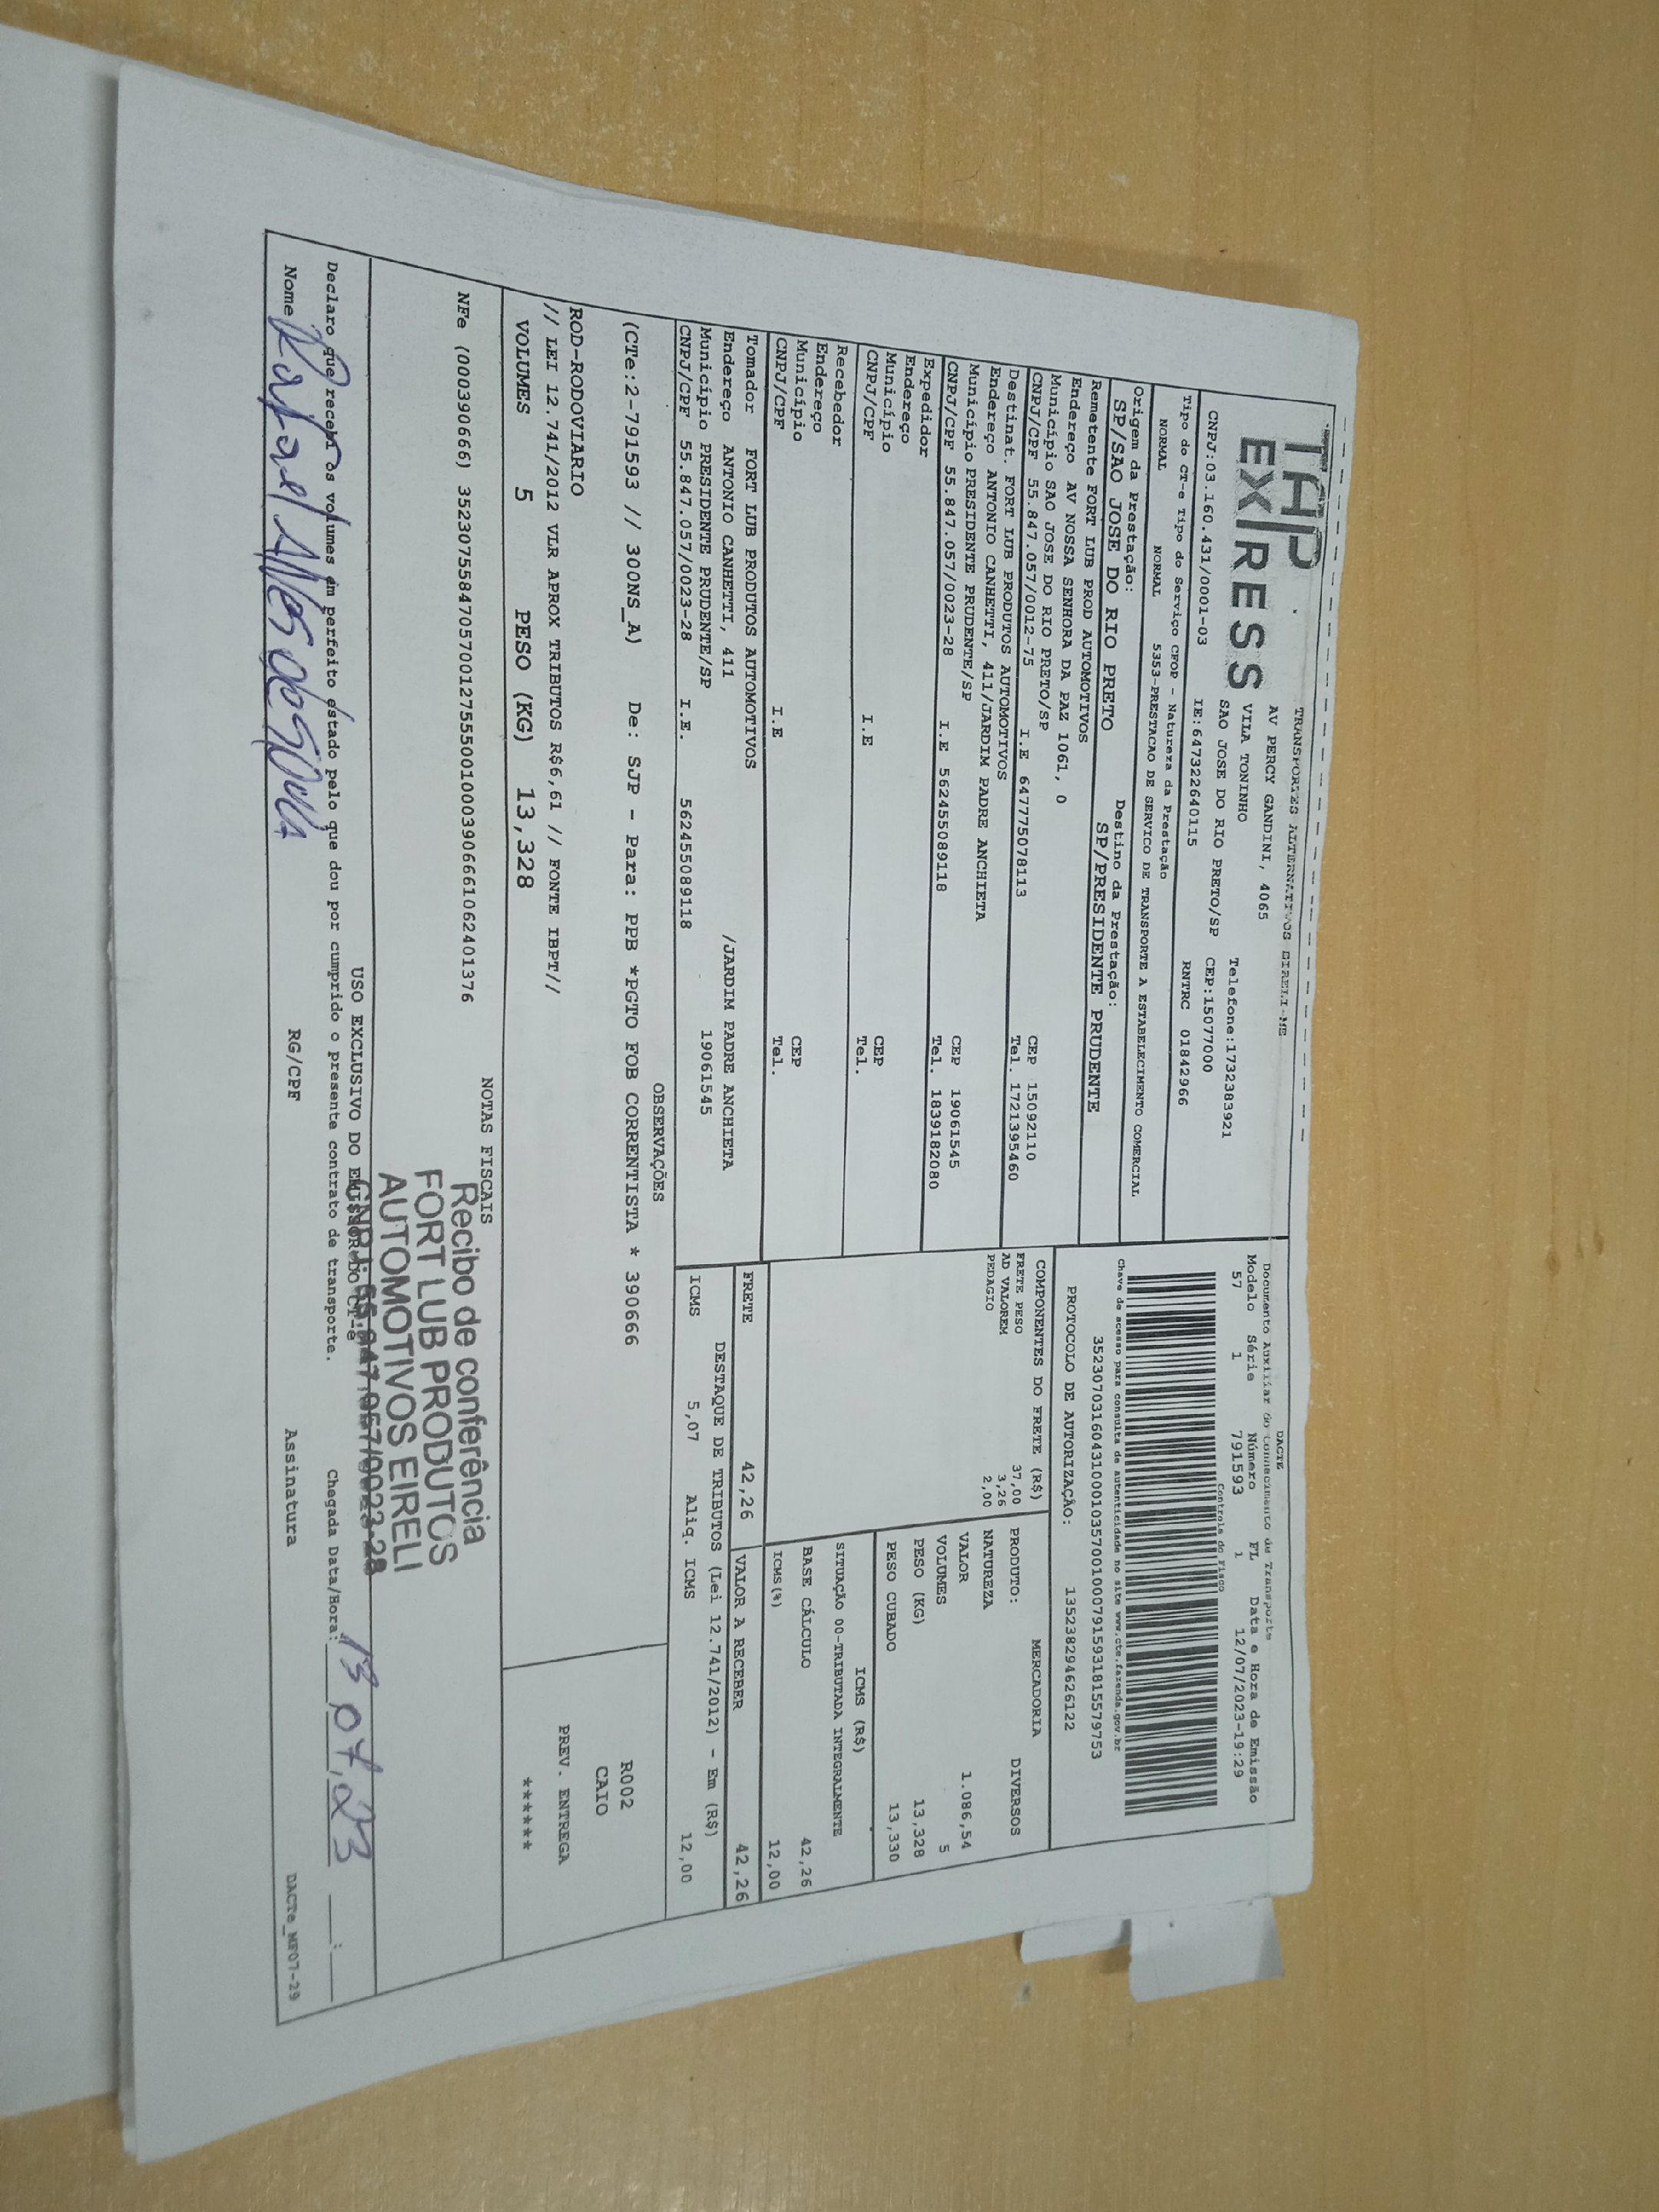 TAP
EX/RESS
TRANSPORTES ALTERNATIVOS EIRELI-ME
AV PERCY GANDINI, 4065
VILA TONINHO
SAO JOSE DO RIO PRETO/SP
Telefone:1732383921
CEP:15077000
CNPJ:03.160.431/0001-03 IE:647322640115 RNTRC 01842966
DACTE
Documento Auxiliar do Conhecimento de Transporte
Modelo Série Número FL Data e Hora de Emissão
57 1 791593 1 12/07/2023-19:29
Controle do Fisco
Chave de acesso para consulta de autenticidade no site www.cte.fazenda.gov.br
35230703160431000103570010007915931815579753
PROTOCOLO DE AUTORIZAÇÃO: 135238294626122
Tipo do CT-e Tipo do Serviço CFOP - Natureza da Prestação
NORMAL NORMAL 5353-PRESTACAO DE SERVICO DE TRANSPORTE A ESTABELECIMENTO COMERCIAL
Origem da Prestação: Destino da Prestação:
SP/SAO JOSE DO RIO PRETO SP/PRESIDENTE PRUDENTE
Remetente FORT LUB PROD AUTOMOTIVOS
Endereço AV NOSSA SENHORA DA PAZ 1061, 0
Município SAO JOSE DO RIO PRETO/SP CEP 15092110
CNPJ/CPF 55.847.057/0012-75 I.E 647775078113 Tel. 1721395460
Destinat. FORT LUB PRODUTOS AUTOMOTIVOS
Endereço ANTONIO CANHETTI, 411/JARDIM PADRE ANCHIETA
Município PRESIDENTE PRUDENTE/SP CEP 19061545
CNPJ/CPF 55.847.057/0023-28 I.E 562455089118 Tel. 1839182080
Expedidor
Endereço
Município CEP
CNPJ/CPF I.E Tel.
Recebedor
Endereço
Município CEP
CNPJ/CPF I.E Tel.
Tomador FORT LUB PRODUTOS AUTOMOTIVOS
Endereço ANTONIO CANHETTI, 411 /JARDIM PADRE ANCHIETA
Município PRESIDENTE PRUDENTE/SP 19061545
CNPJ/CPF 55.847.057/0023-28 I.E. 562455089118
COMPONENTES DO FRETE (R$)
FRETE PESO 37,00
AD VALOREM 3,26
PEDAGIO 2,00
MERCADORIA
PRODUTO: DIVERSOS
NATUREZA
VALOR 1.086,54
VOLUMES 5
PESO (KG) 13,328
PESO CUBADO 13,330
ICMS (R$)
SITUAÇÃO 00-TRIBUTADA INTEGRALMENTE
BASE CÁLCULO 42,26
ICMS(%) 12,00
FRETE 42,26 VALOR A RECEBER 42,26
DESTAQUE DE TRIBUTOS (Lei 12.741/2012) - Em (R$)
ICMS 5,07 Aliq. ICMS 12,00
OBSERVAÇÕES
(CTe:2-791593 // 300NS_A) De: SJP - Para: PPB *PGTO FOB CORRENTISTA * 390666
R002
CAIO
ROD-RODOVIARIO
// LEI 12.741/2012 VLR APROX TRIBUTOS R$6,61 // FONTE IBPT//
VOLUMES 5 PESO (KG) 13,328
PREV. ENTREGA
******
NOTAS FISCAIS
NFe (000390666) 35230755847057001275550010003906661062401376
Recibo de conferência
FORT LUB PRODUTOS
AUTOMOTIVOS EIRELI
CNPJ: 55.847.057/0023-28
USO EXCLUSIVO DO EMISSOR DO CT-e
Declaro que recebi os volumes em perfeito estado pelo que dou por cumprido o presente contrato de transporte. Chegada Data/Hora: 13 07, 23 __:__
Nome Rafael Alves da Silva RG/CPF Assinatura
DACTe_MF07-29